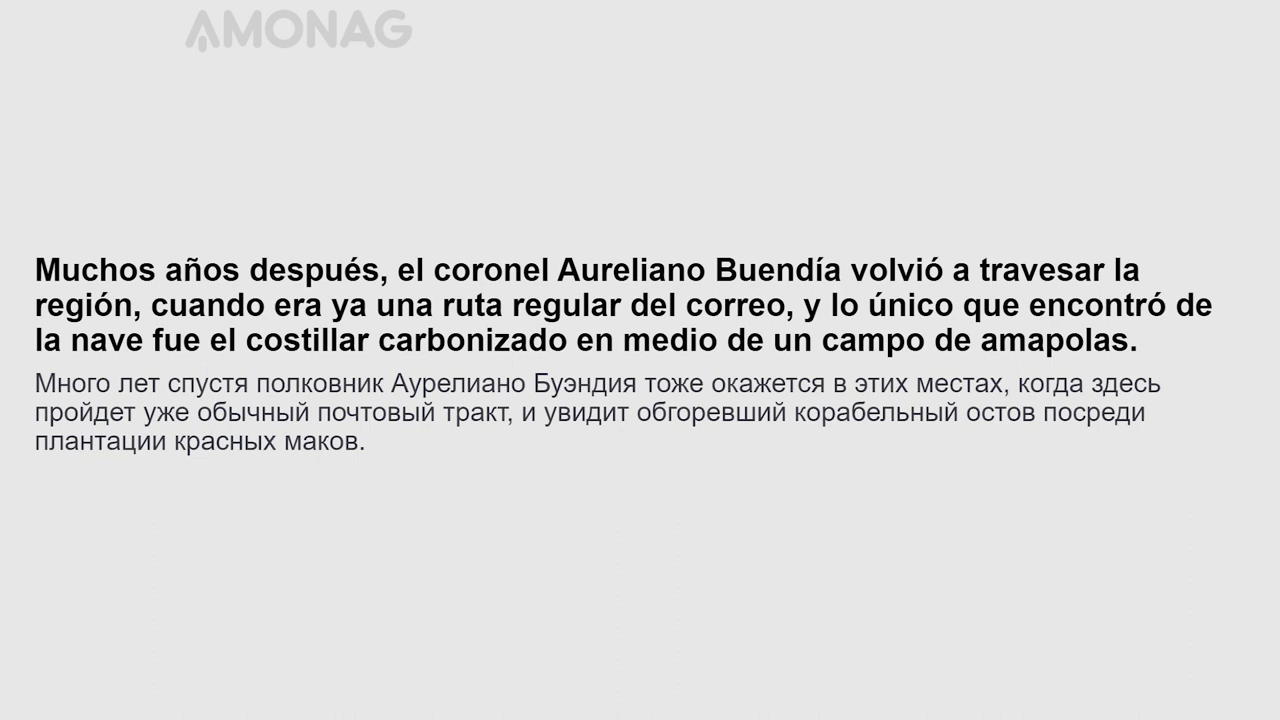 AMONAG
Muchos años después, el coronel Aureliano Buendía volvió a travesar la
región, cuando era ya una ruta regular del correo, y lo único que encontró de
la nave fue el costillar carbonizado en medio de un campo de amapolas.
Много лет спустя полковник Аурелиано Буэндия тоже окажется в этих местах, когда здесь
пройдет уже обычный почтовый тракт, и увидит обгоревший корабельный остов посреди
плантации красных маков.